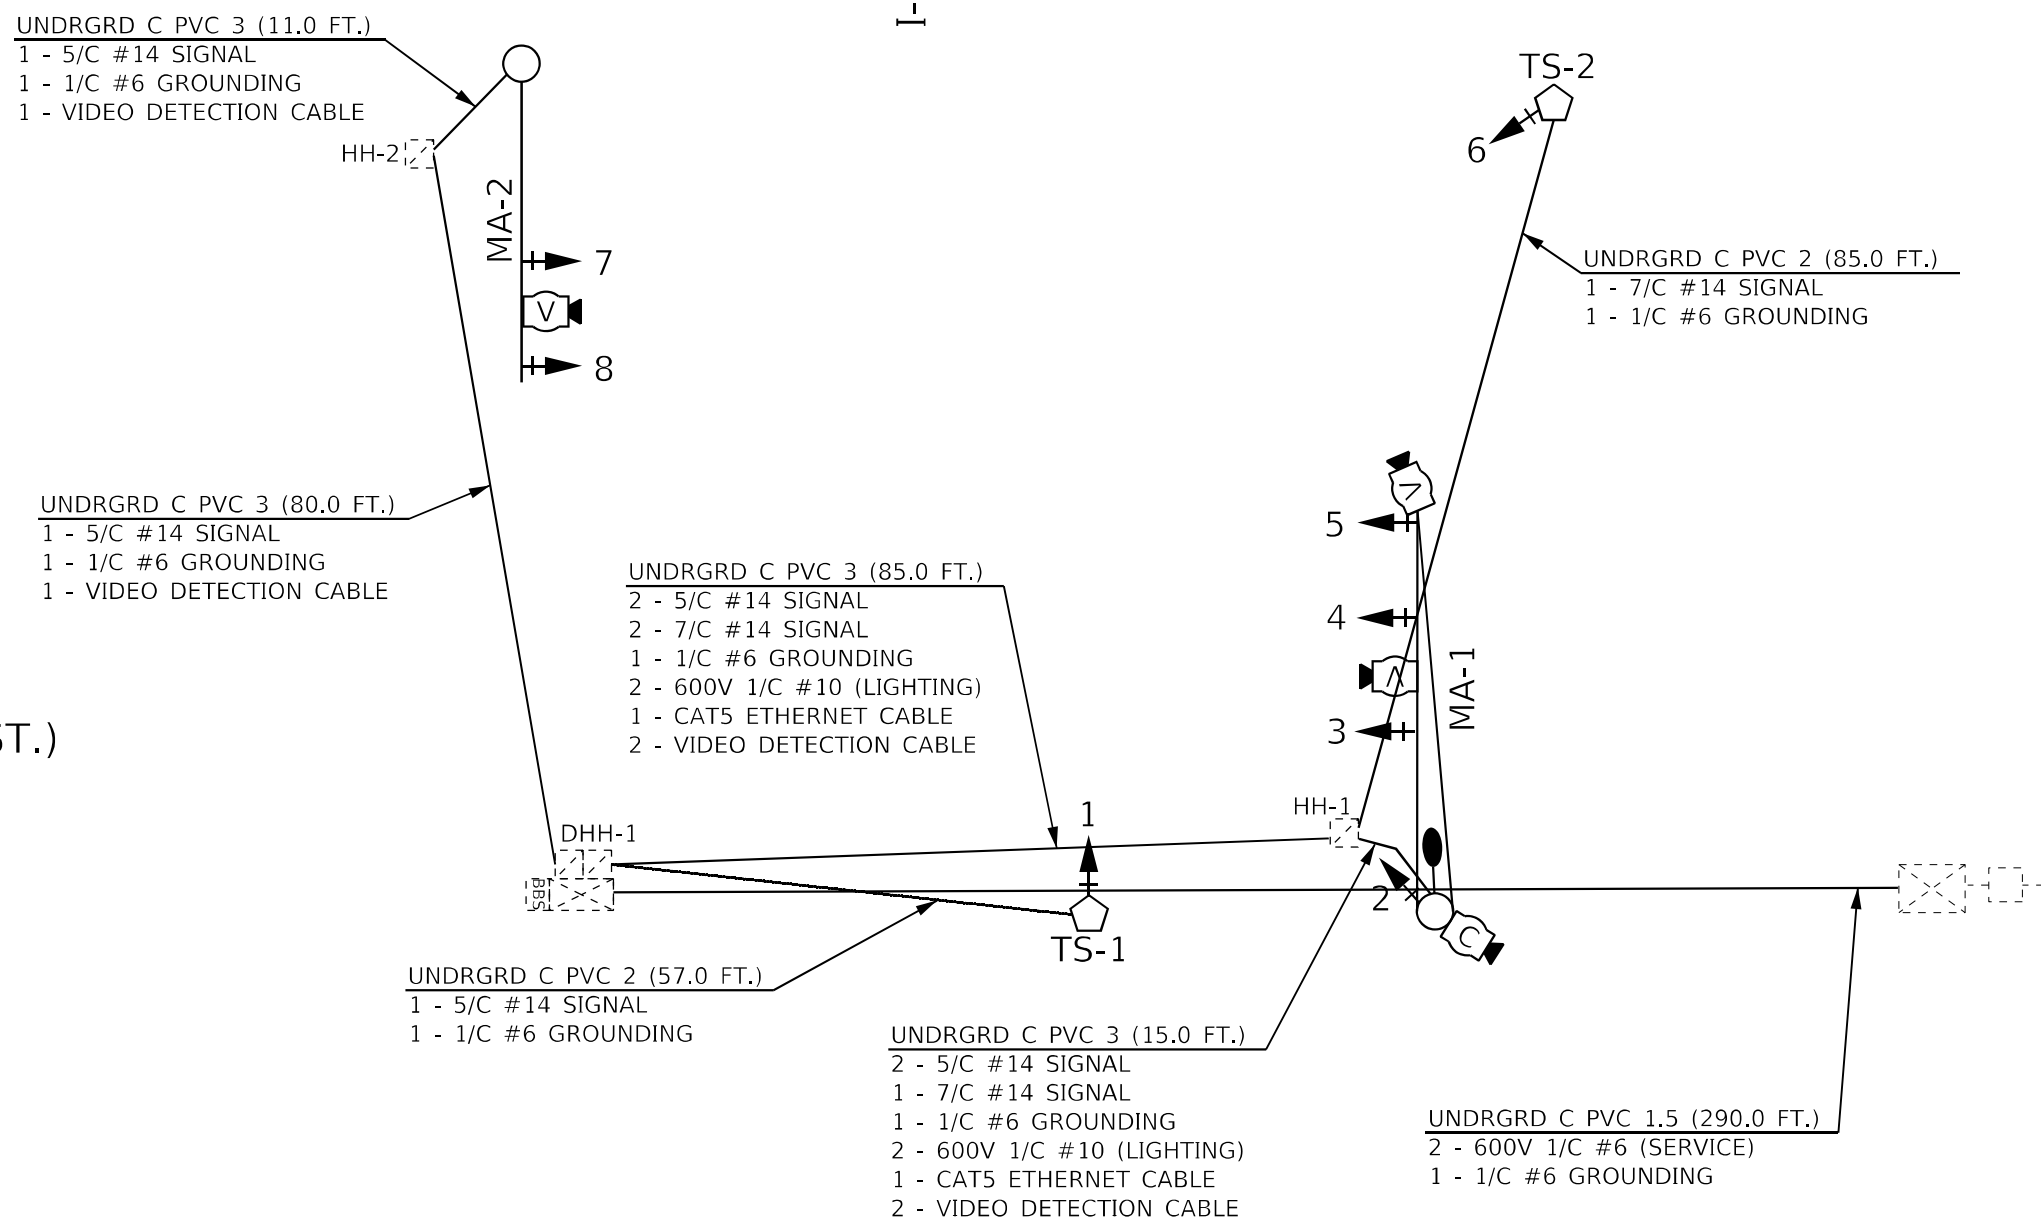 UNDRGRD C PVC 3 (11.0 FT.)
1 - 5/C #14 SIGNAL
1 - 1/C #6 GROUNDING
1 - VIDEO DETECTION CABLE
HH-2
MA-2
7
V
8
TS-2
6
UNDRGRD C PVC 2 (85.0 FT.)
1 - 7/C #14 SIGNAL
1 - 1/C #6 GROUNDING
UNDRGRD C PVC 3 (80.0 FT.)
1 - 5/C #14 SIGNAL
1 - 1/C #6 GROUNDING
1 - VIDEO DETECTION CABLE
UNDRGRD C PVC 3 (85.0 FT.)
2 - 5/C #14 SIGNAL
2 - 7/C #14 SIGNAL
1 - 1/C #6 GROUNDING
2 - 600V 1/C #10 (LIGHTING)
1 - CAT5 ETHERNET CABLE
2 - VIDEO DETECTION CABLE
V
5
4
V
MA-1
3
ST.)
HH-1
1
DHH-1
BBS
2
C
TS-1
UNDRGRD C PVC 2 (57.0 FT.)
1 - 5/C #14 SIGNAL
1 - 1/C #6 GROUNDING
UNDRGRD C PVC 3 (15.0 FT.)
2 - 5/C #14 SIGNAL
1 - 7/C #14 SIGNAL
1 - 1/C #6 GROUNDING
2 - 600V 1/C #10 (LIGHTING)
1 - CAT5 ETHERNET CABLE
2 - VIDEO DETECTION CABLE
UNDRGRD C PVC 1.5 (290.0 FT.)
2 - 600V 1/C #6 (SERVICE)
1 - 1/C #6 GROUNDING